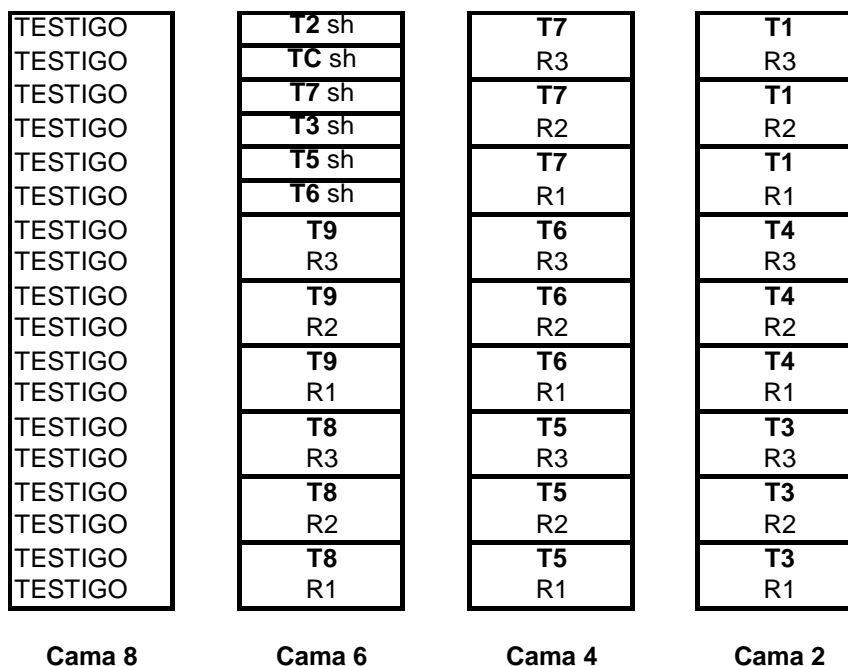 TESTIGO T2 sh T7 T1
TESTIGO TC sh R3 R3
TESTIGO T7 sh T7 T1
TESTIGO T3 sh R2 R2
TESTIGO T5 sh T7 T1
TESTIGO T6 sh R1 R1
TESTIGO T9 T6 T4
TESTIGO R3 R3 R3
TESTIGO T9 T6 T4
TESTIGO R2 R2 R2
TESTIGO T9 T6 T4
TESTIGO R1 R1 R1
TESTIGO T8 T5 T3
TESTIGO R3 R3 R3
TESTIGO T8 T5 T3
TESTIGO R2 R2 R2
TESTIGO T8 T5 T3
TESTIGO R1 R1 R1
Cama 8 Cama 6 Cama 4 Cama 2